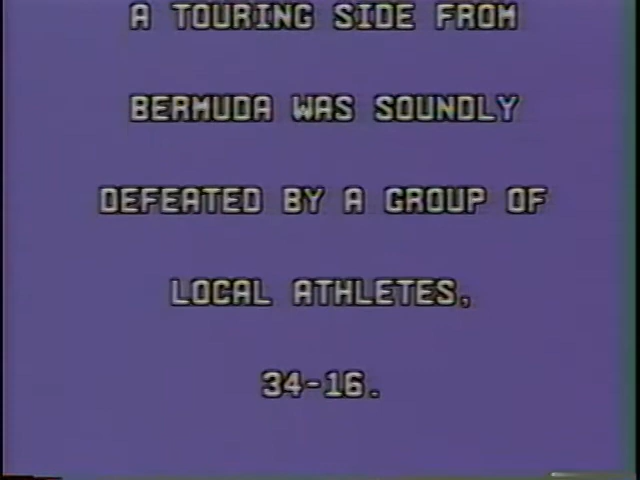 A TOURING SIDE FROM
BERMUDA WAS SOUNDLY
DEFEATED BY A GROUP OF
LOCAL ATHLETES,
34-16.